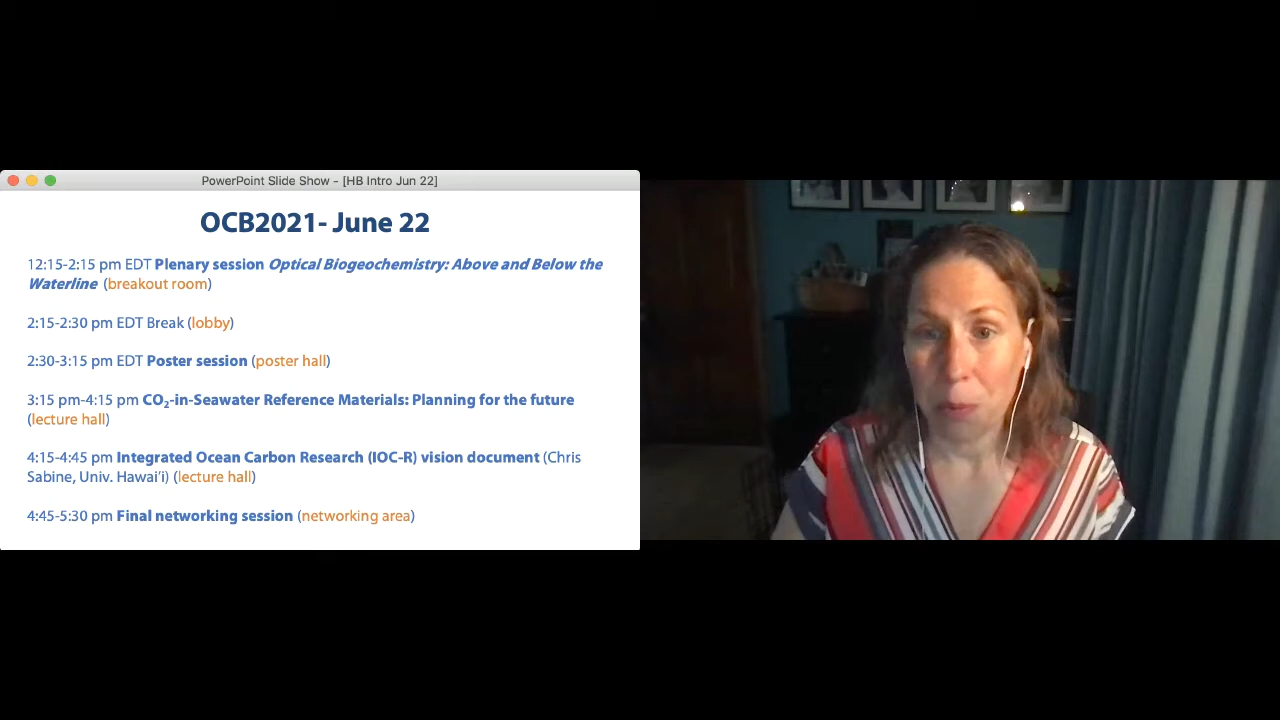 PowerPoint Slide Show - [HB Intro Jun 22]
OCB2021- June 22
12:15-2:15 pm EDT Plenary session Optical Biogeochemistry: Above and Below the
Waterline (breakout room)
2:15-2:30 pm EDT Break (lobby)
2:30-3:15 pm EDT Poster session (poster hall)
3:15 pm-4:15 pm CO₂-in-Seawater Reference Materials: Planning for the future
(lecture hall)
4:15-4:45 pm Integrated Ocean Carbon Research (IOC-R) vision document (Chris
Sabine, Univ. Hawai'i) (lecture hall)
4:45-5:30 pm Final networking session (networking area)